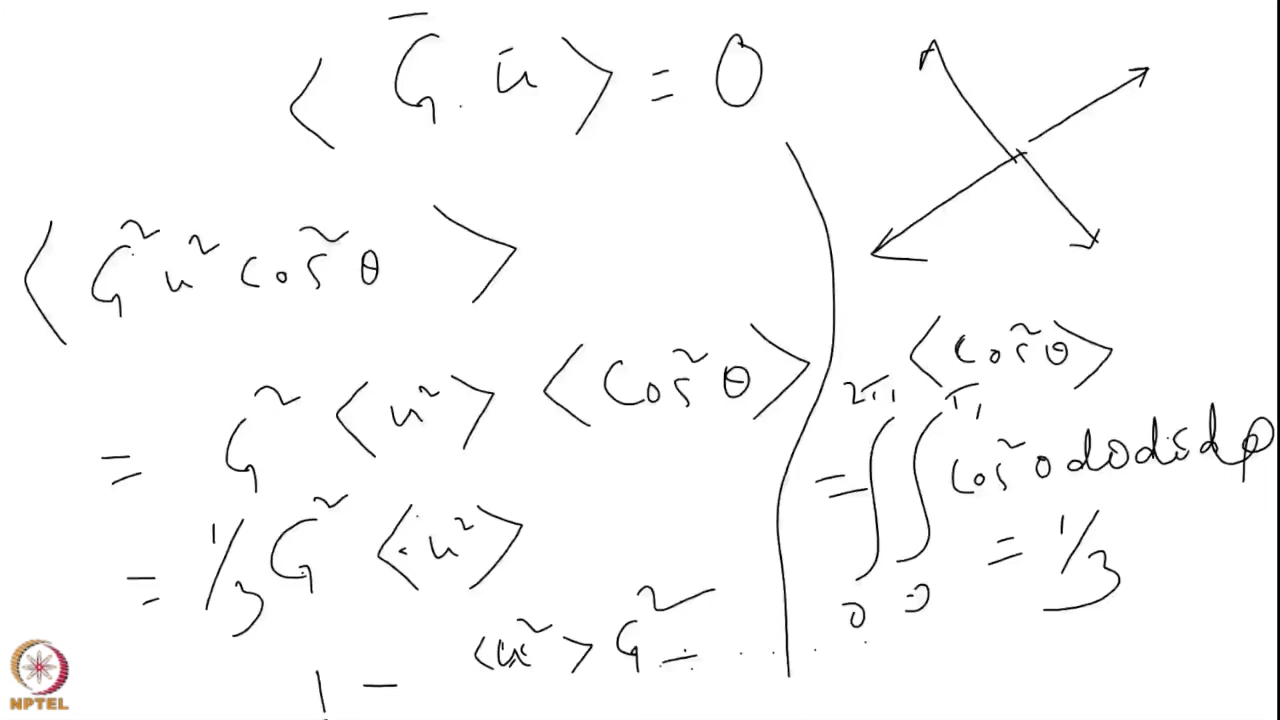 < G̅ . u̅ > = 0
< G² u² cos² θ >
= G² < u² > < cos² θ >
= 1/3 G² < u² >
1 - < u² > G² - . . . . . .
< cos² θ >
= ∫₀^2π ∫₀^π cos² θ dθ dφ
= 1/3
NPTEL